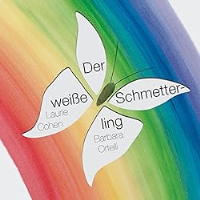 Der
weiße Schmetter-
ling
Laurie
Cohen
Barbara
Ortelli